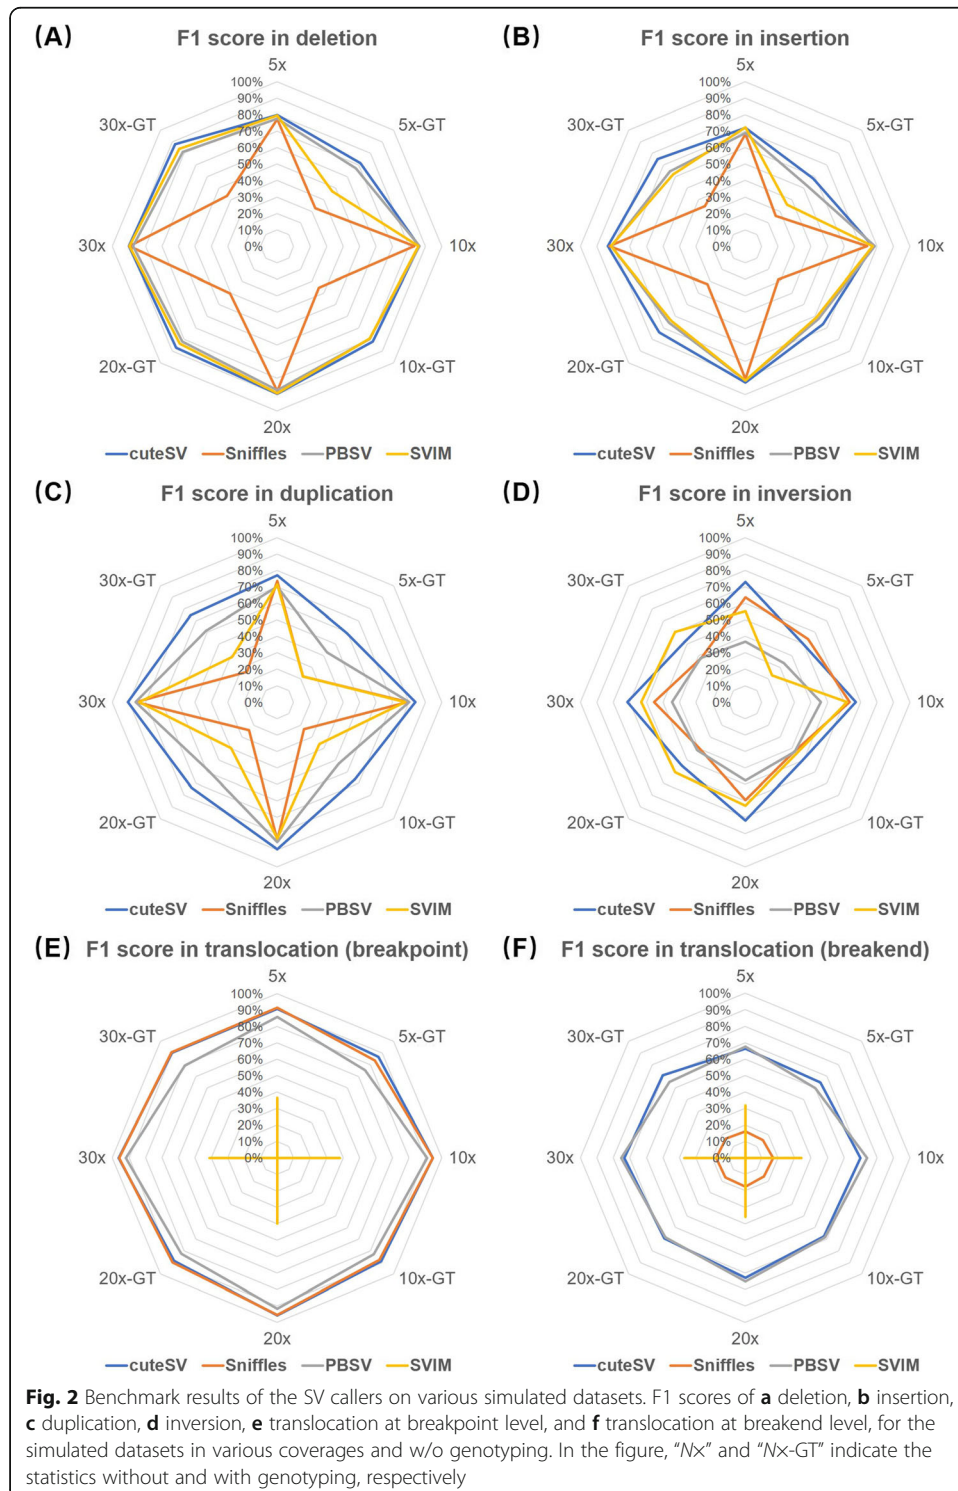 (A)
F1 score in deletion
5x
100%
90%
80%
70%
60%
50%
40%
30%
20%
10%
0%
5x-GT
10x
10x-GT
20x
20x-GT
30x
30x-GT
cuteSV Sniffles PBSV SVIM
(B)
F1 score in insertion
5x
100%
90%
80%
70%
60%
50%
40%
30%
20%
10%
0%
5x-GT
10x
10x-GT
20x
20x-GT
30x
30x-GT
cuteSV Sniffles PBSV SVIM
(C)
F1 score in duplication
5x
100%
90%
80%
70%
60%
50%
40%
30%
20%
10%
0%
5x-GT
10x
10x-GT
20x
20x-GT
30x
30x-GT
cuteSV Sniffles PBSV SVIM
(D)
F1 score in inversion
5x
100%
90%
80%
70%
60%
50%
40%
30%
20%
10%
0%
5x-GT
10x
10x-GT
20x
20x-GT
30x
30x-GT
cuteSV Sniffles PBSV SVIM
(E)
F1 score in translocation (breakpoint)
5x
100%
90%
80%
70%
60%
50%
40%
30%
20%
10%
0%
5x-GT
10x
10x-GT
20x
20x-GT
30x
30x-GT
cuteSV Sniffles PBSV SVIM
(F)
F1 score in translocation (breakend)
5x
100%
90%
80%
70%
60%
50%
40%
30%
20%
10%
0%
5x-GT
10x
10x-GT
20x
20x-GT
30x
30x-GT
cuteSV Sniffles PBSV SVIM
Fig. 2 Benchmark results of the SV callers on various simulated datasets. F1 scores of a deletion, b insertion,
c duplication, d inversion, e translocation at breakpoint level, and f translocation at breakend level, for the
simulated datasets in various coverages and w/o genotyping. In the figure, “N×” and “N×-GT” indicate the
statistics without and with genotyping, respectively